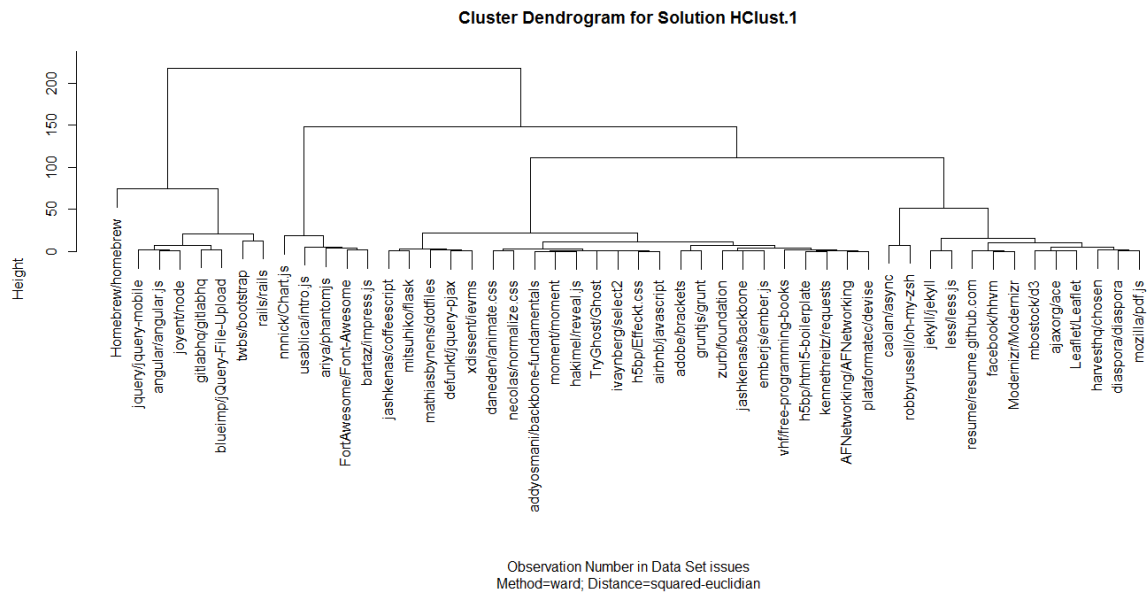 Cluster Dendrogram for Solution HClust.1
Height
0
50
100
150
200
Homebrew/homebrew
jquery/jquery-mobile
angular/angular.js
joyent/node
gitlabhq/gitlabhq
blueimp/jQuery-File-Upload
twbs/bootstrap
rails/rails
nnnick/Chart.js
usablica/intro.js
ariya/phantomjs
FortAwesome/Font-Awesome
bartaz/impress.js
jashkenas/coffeescript
mitsuhiko/flask
mathiasbynens/dotfiles
defunkt/jquery-pjax
xdissent/ievms
daneden/animate.css
necolas/normalize.css
addyosmani/backbone-fundamentals
moment/moment
hakimel/reveal.js
TryGhost/Ghost
ivaynberg/select2
h5bp/Effeckt.css
airbnb/javascript
adobe/brackets
gruntjs/grunt
zurb/foundation
jashkenas/backbone
emberjs/ember.js
vhf/free-programming-books
h5bp/html5-boilerplate
kennethreitz/requests
AFNetworking/AFNetworking
plataformatec/devise
caolan/async
robbyrussell/oh-my-zsh
jekyll/jekyll
less/less.js
resume/resume.github.com
facebook/hhvm
Modernizr/Modernizr
mbostock/d3
ajaxorg/ace
Leaflet/Leaflet
harvesthq/chosen
diaspora/diaspora
mozilla/pdf.js
Observation Number in Data Set issues
Method=ward; Distance=squared-euclidian